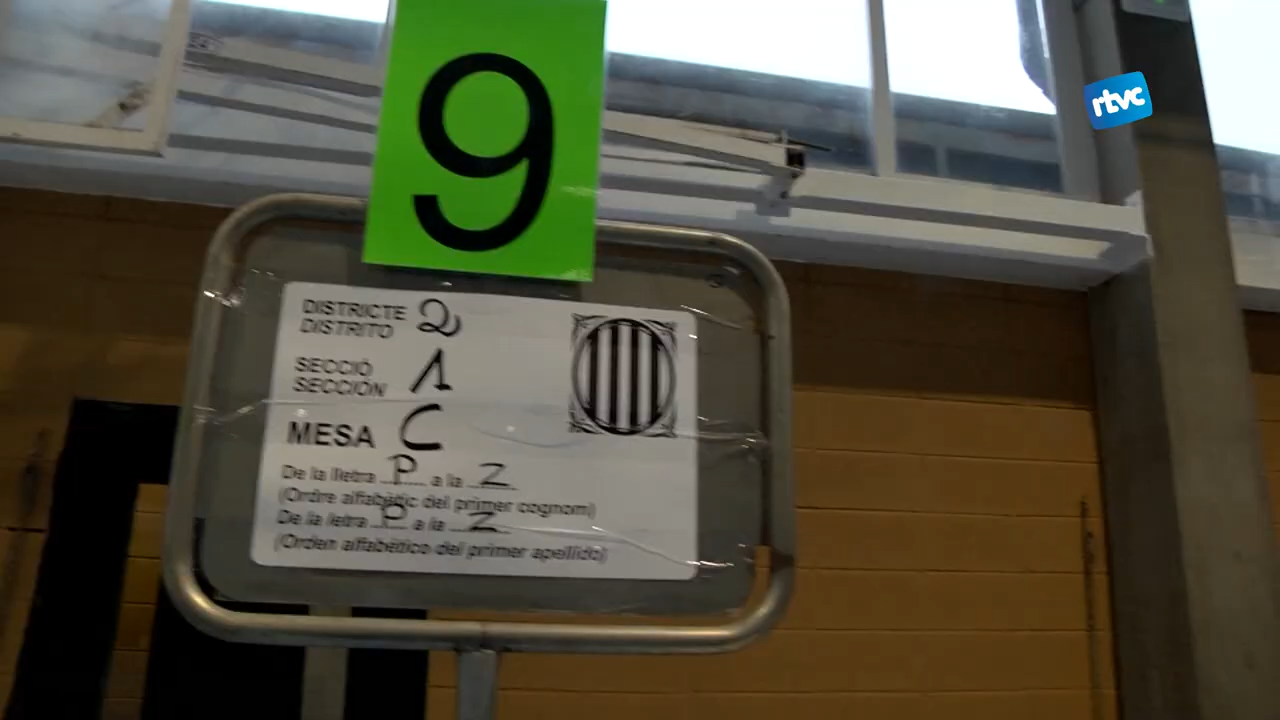 9
rtvc
DISTRICTE 2
DISTRITO
SECCIÓ 1
SECCIÓN
MESA C
De la lletra P a la Z
(Ordre alfabètic del primer cognom)
De la letra P a la Z
(Orden alfabético del primer apellido)